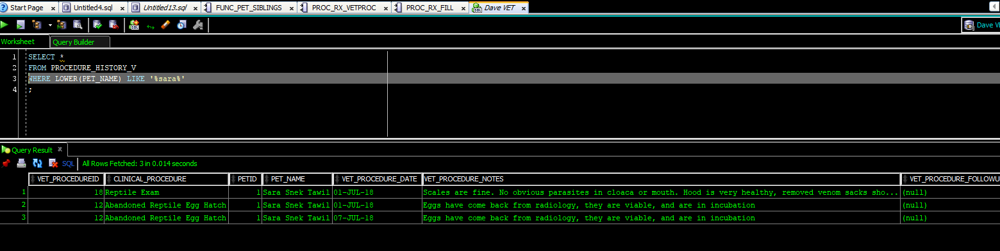 Start Page Untitled4.sql Untitled13.sql FUNC_PET_SIBLINGS PROC_RX_VETPROC PROC_RX_FILL Dave VET
SQL Dave V
Worksheet Query Builder
1 SELECT *
2 FROM PROCEDURE_HISTORY_V
3 WHERE LOWER(PET_NAME) LIKE '%sara%'
4 ;
Query Result
SQL All Rows Fetched: 3 in 0.014 seconds
VET_PROCEDUREID CLINICAL_PROCEDURE PETID PET_NAME VET_PROCEDURE_DATE VET_PROCEDURE_NOTES VET_PROCEDURE_FOLLOWU
1 18 Reptile Exam 1 Sara Snek Tawil 01-JUL-18 Scales are fine. No obvious parasites in cloaca or mouth. Hood is very healthy, removed venom sacks sho... (null)
2 12 Abandoned Reptile Egg Hatch 1 Sara Snek Tawil 01-JUL-18 Eggs have come back from radiology, they are viable, and are in incubation (null)
3 12 Abandoned Reptile Egg Hatch 1 Sara Snek Tawil 07-JUL-18 Eggs have come back from radiology, they are viable, and are in incubation (null)